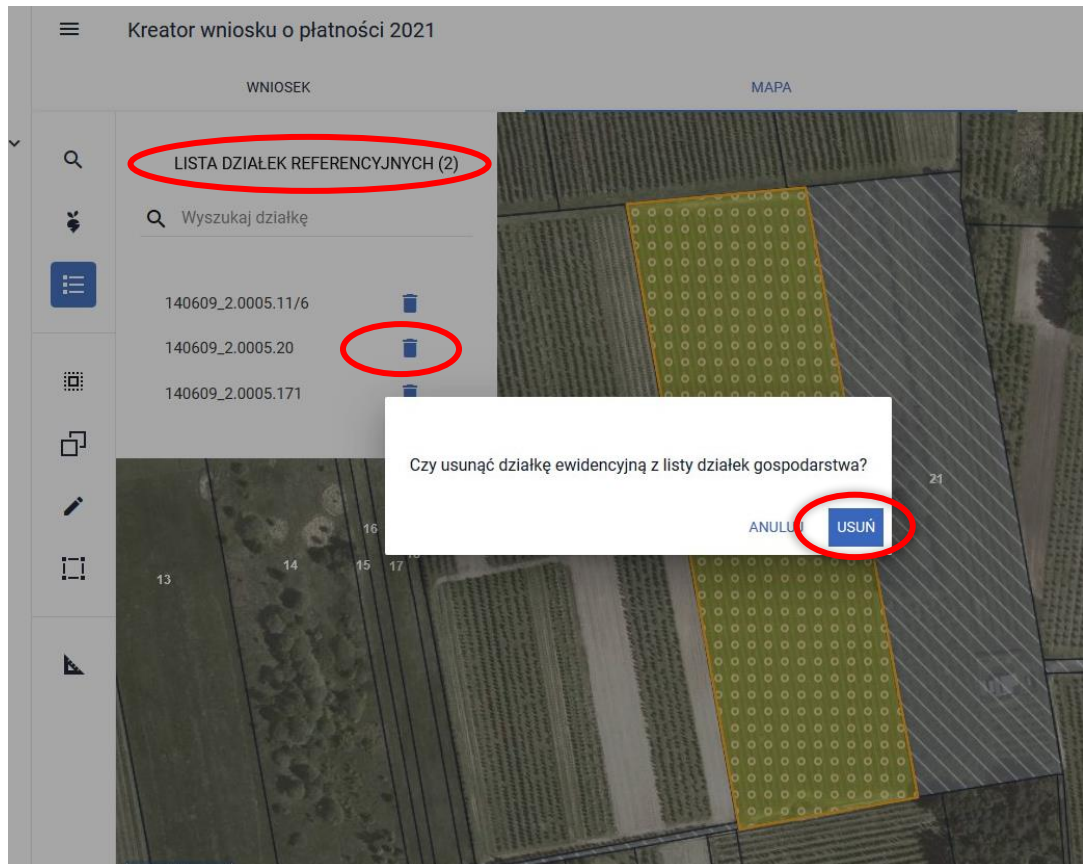 Kreator wniosku o płatności 2021
WNIOSEK
MAPA
LISTA DZIAŁEK REFERENCYJNYCH (2)
Wyszukaj działkę
140609_2.0005.11/6
140609_2.0005.20
140609_2.0005.171
Czy usunąć działkę ewidencyjną z listy działek gospodarstwa?
ANULUJ
USUŃ
21
16
14
15
17
13